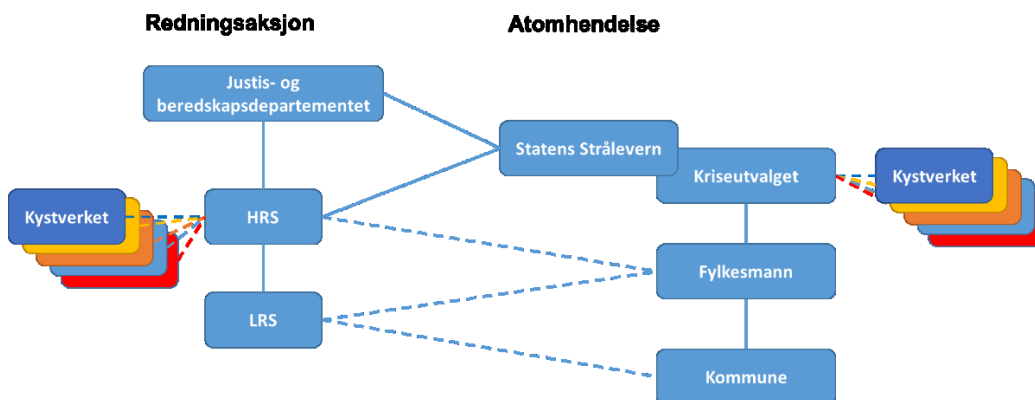 Redningsaksjon
Atomhendelse
Justis- og
beredskapsdepartementet
Statens Strålevern
Kriseutvalget
Kystverket
Kystverket
HRS
Fylkesmann
LRS
Kommune